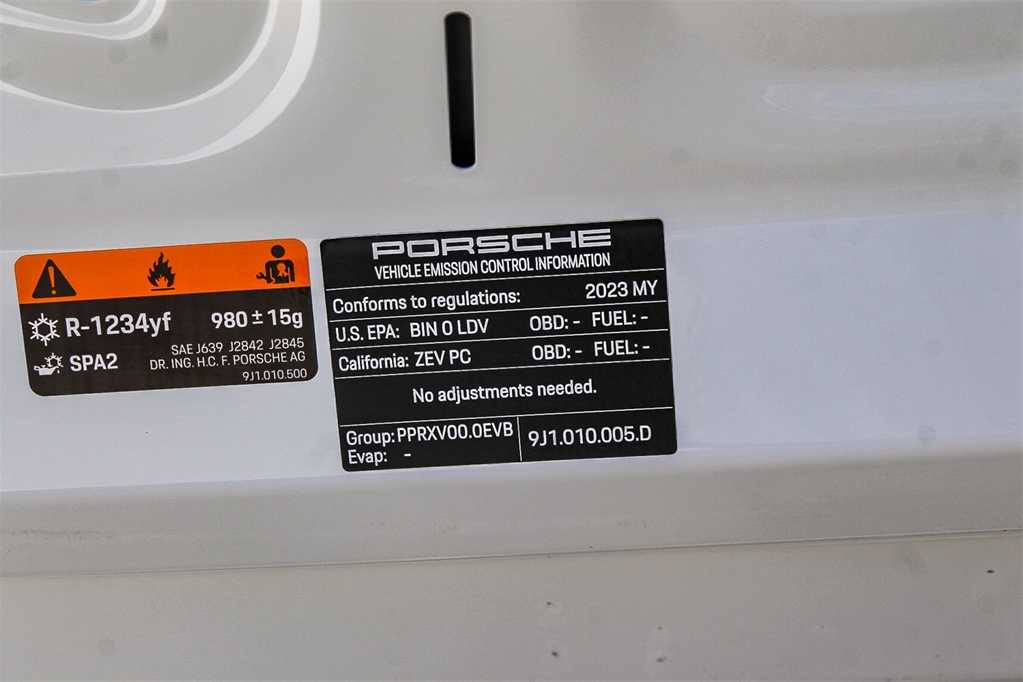 R-1234yf 980 ± 15g
SPA2
SAE J639 J2842 J2845
DR. ING. H.C. F. PORSCHE AG
9J1.010.500
PORSCHE
VEHICLE EMISSION CONTROL INFORMATION
Conforms to regulations: 2023 MY
U.S. EPA: BIN 0 LDV OBD: - FUEL: -
California: ZEV PC OBD: - FUEL: -
No adjustments needed.
Group: PPRXV00.0EVB
Evap: -
9J1.010.005.D